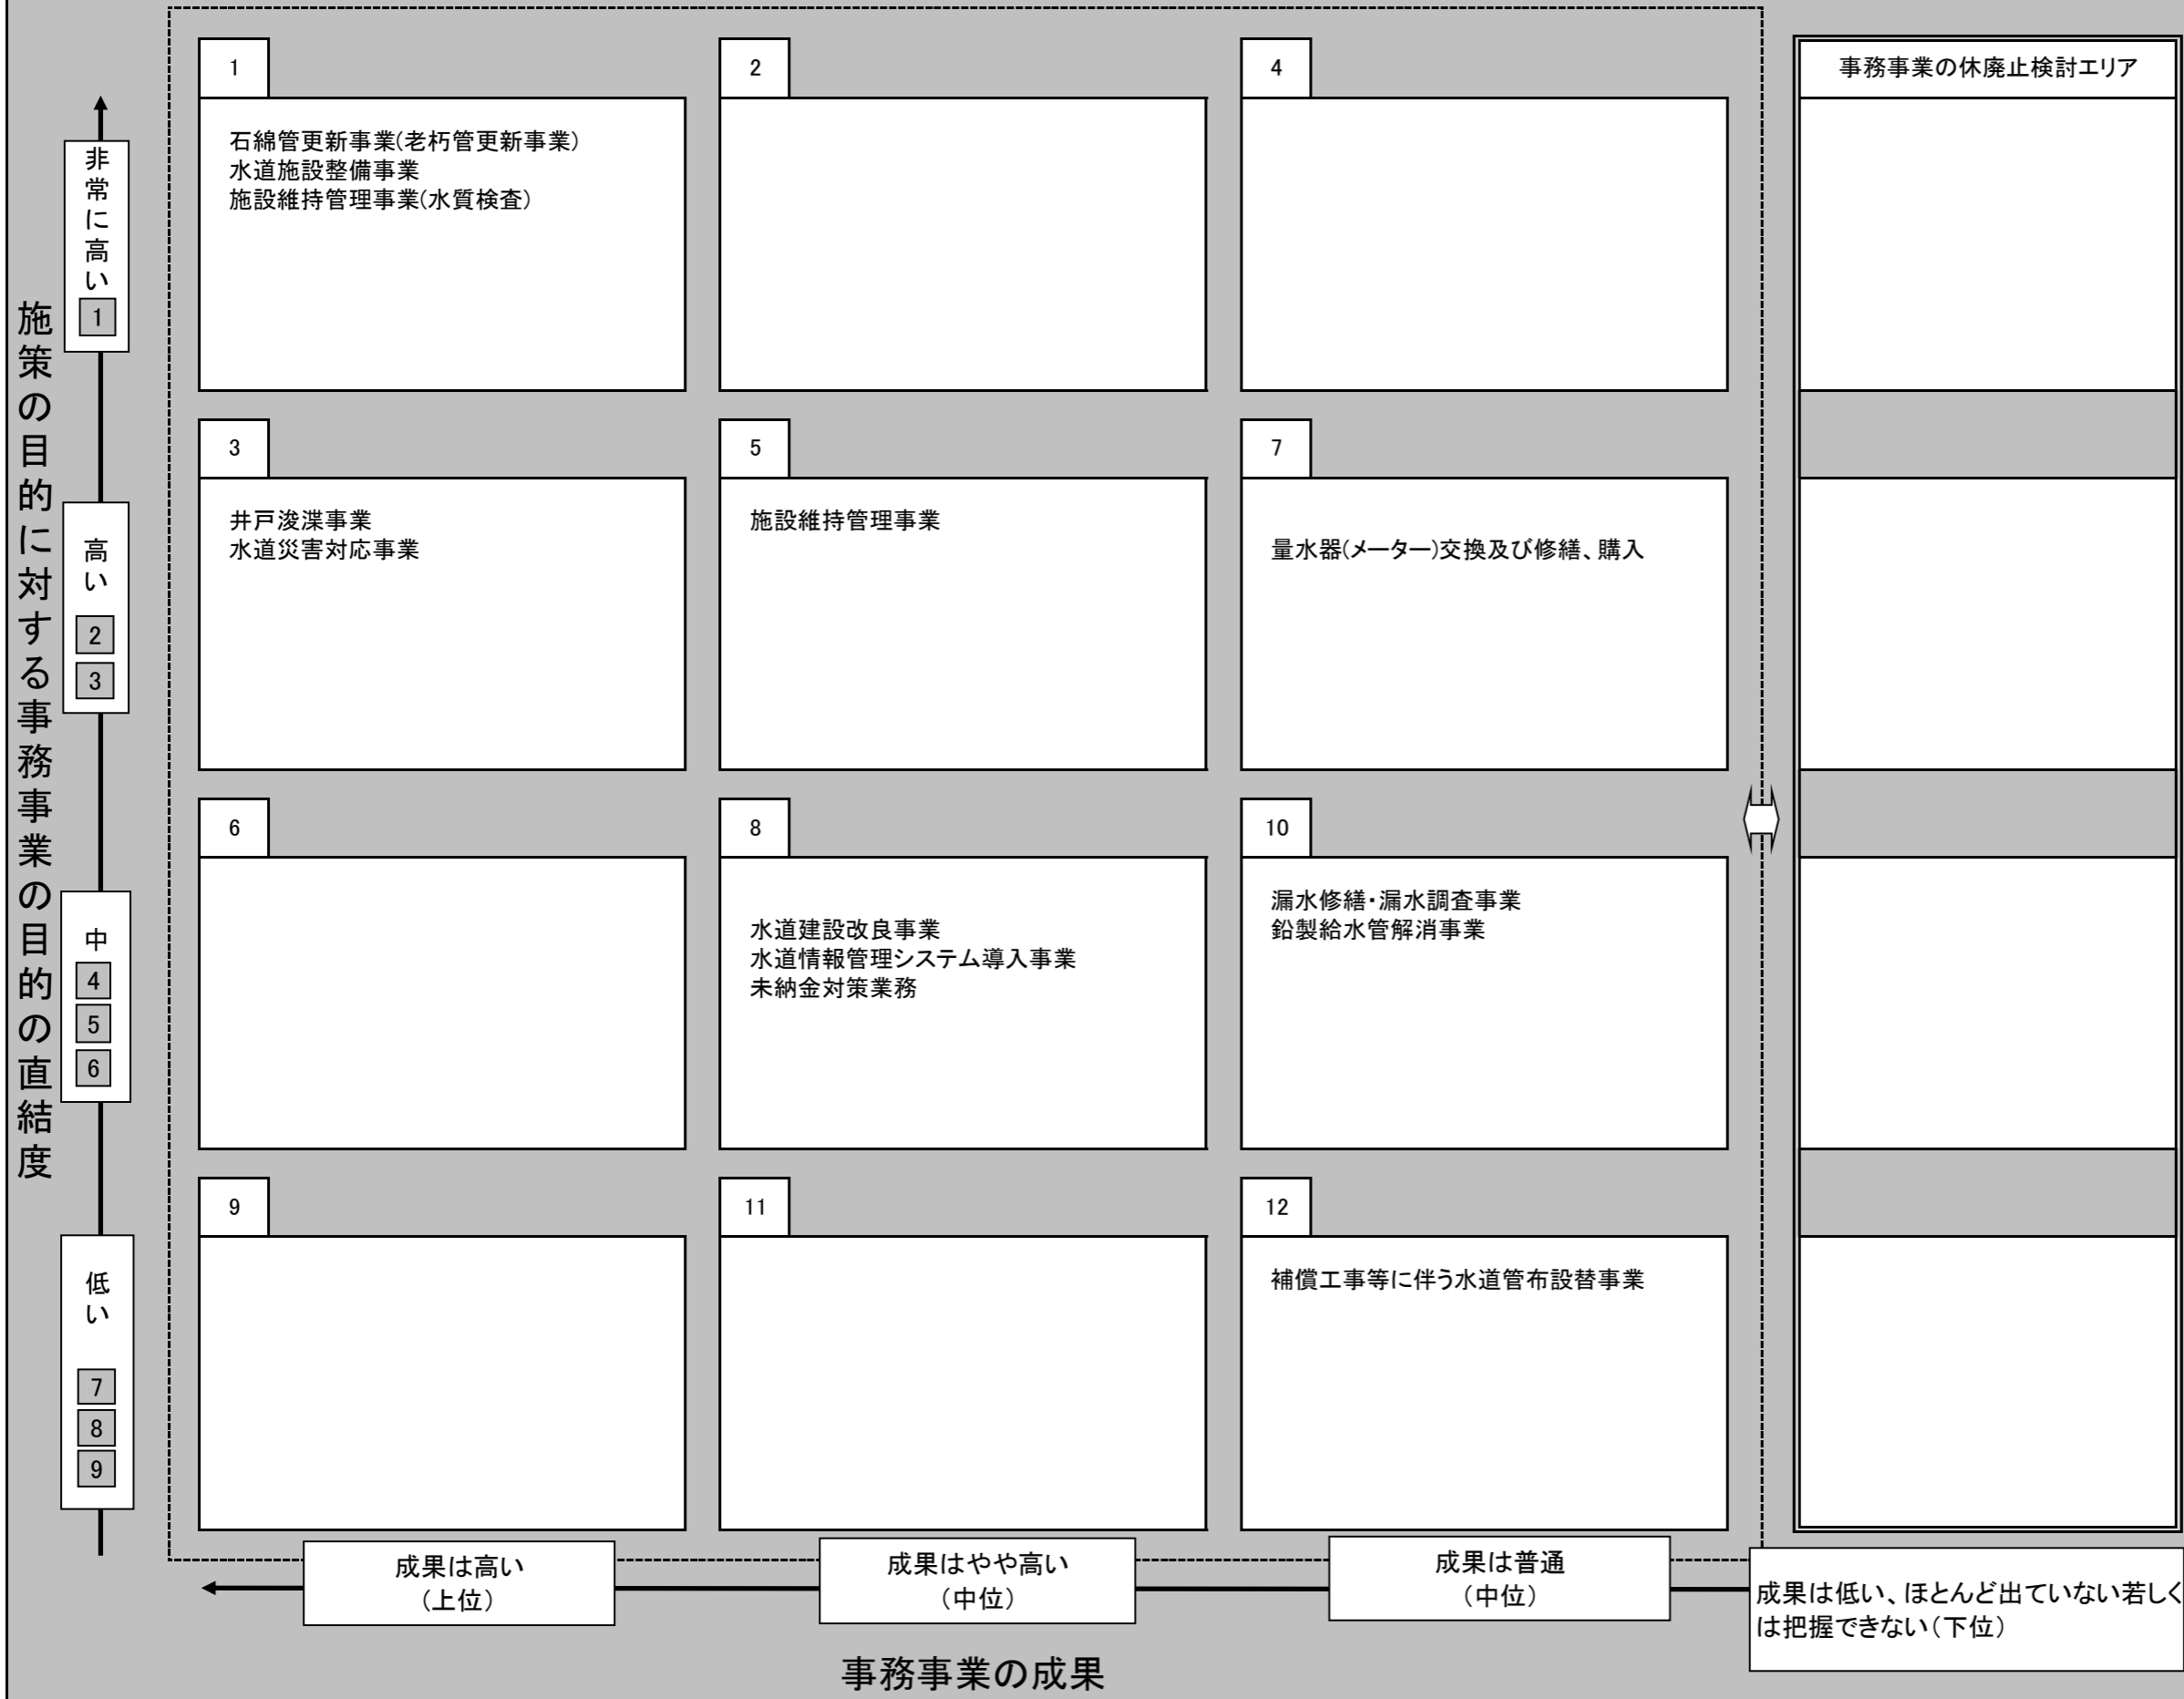 施策の目的に対する事務事業の目的の直結度
非常に高い
1
高い
2
3
中
4
5
6
低い
7
8
9
1
石綿管更新事業(老朽管更新事業)
水道施設整備事業
施設維持管理事業(水質検査)
2
4
事務事業の休廃止検討エリア
3
井戸浚渫事業
水道災害対応事業
5
施設維持管理事業
7
量水器(メーター)交換及び修繕、購入
6
8
水道建設改良事業
水道情報管理システム導入事業
未納金対策業務
10
漏水修繕・漏水調査事業
鉛製給水管解消事業
9
11
12
補償工事等に伴う水道管布設替事業
成果は高い
（上位）
成果はやや高い
（中位）
成果は普通
（中位）
成果は低い、ほとんど出ていない若しく
は把握できない（下位）
事務事業の成果